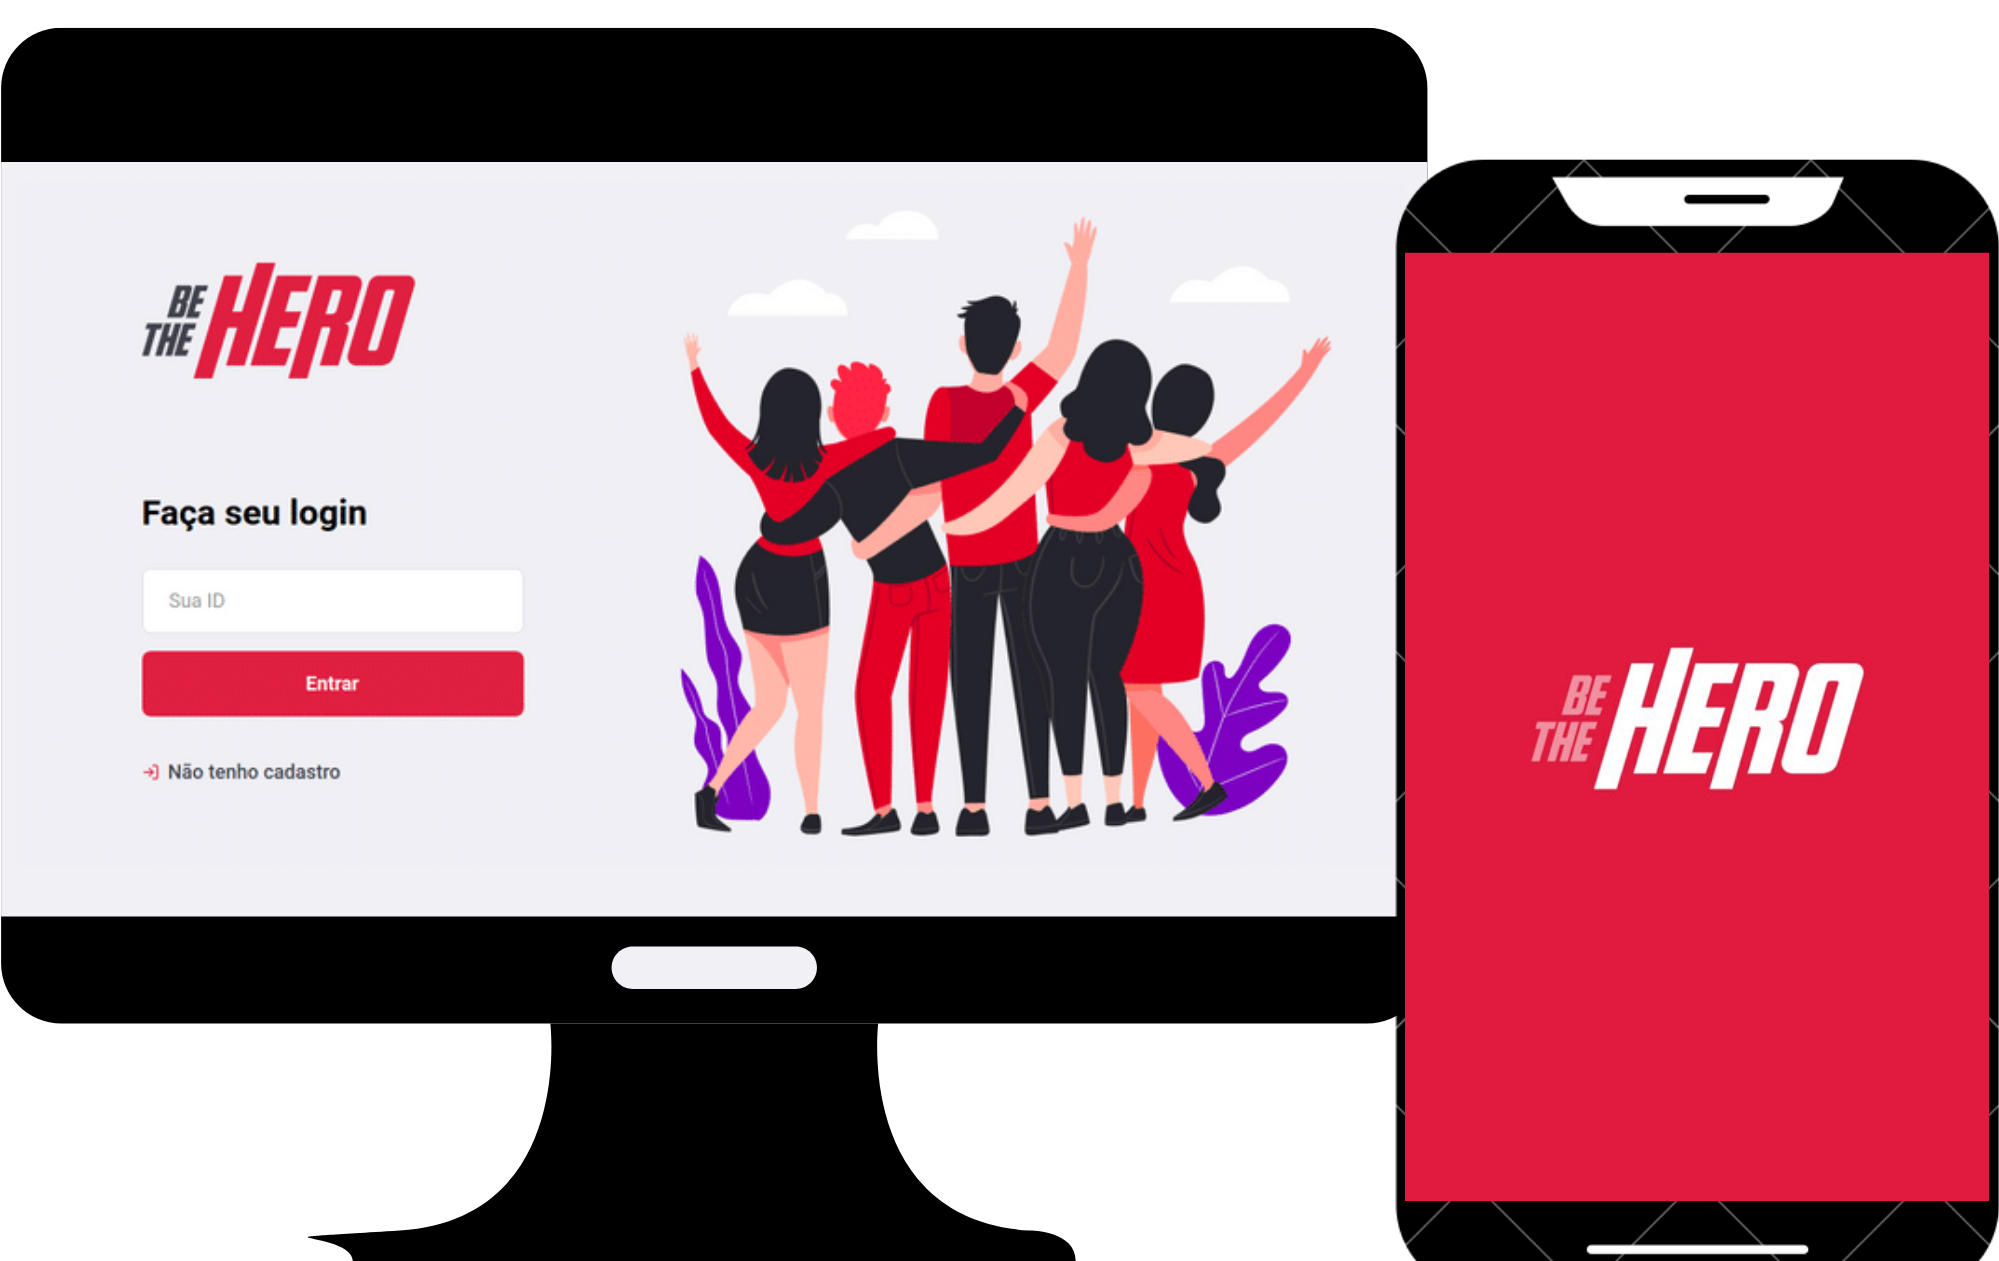 BE
THE HERO
Faça seu login
Sua ID
Entrar
Não tenho cadastro
BE
THE HERO